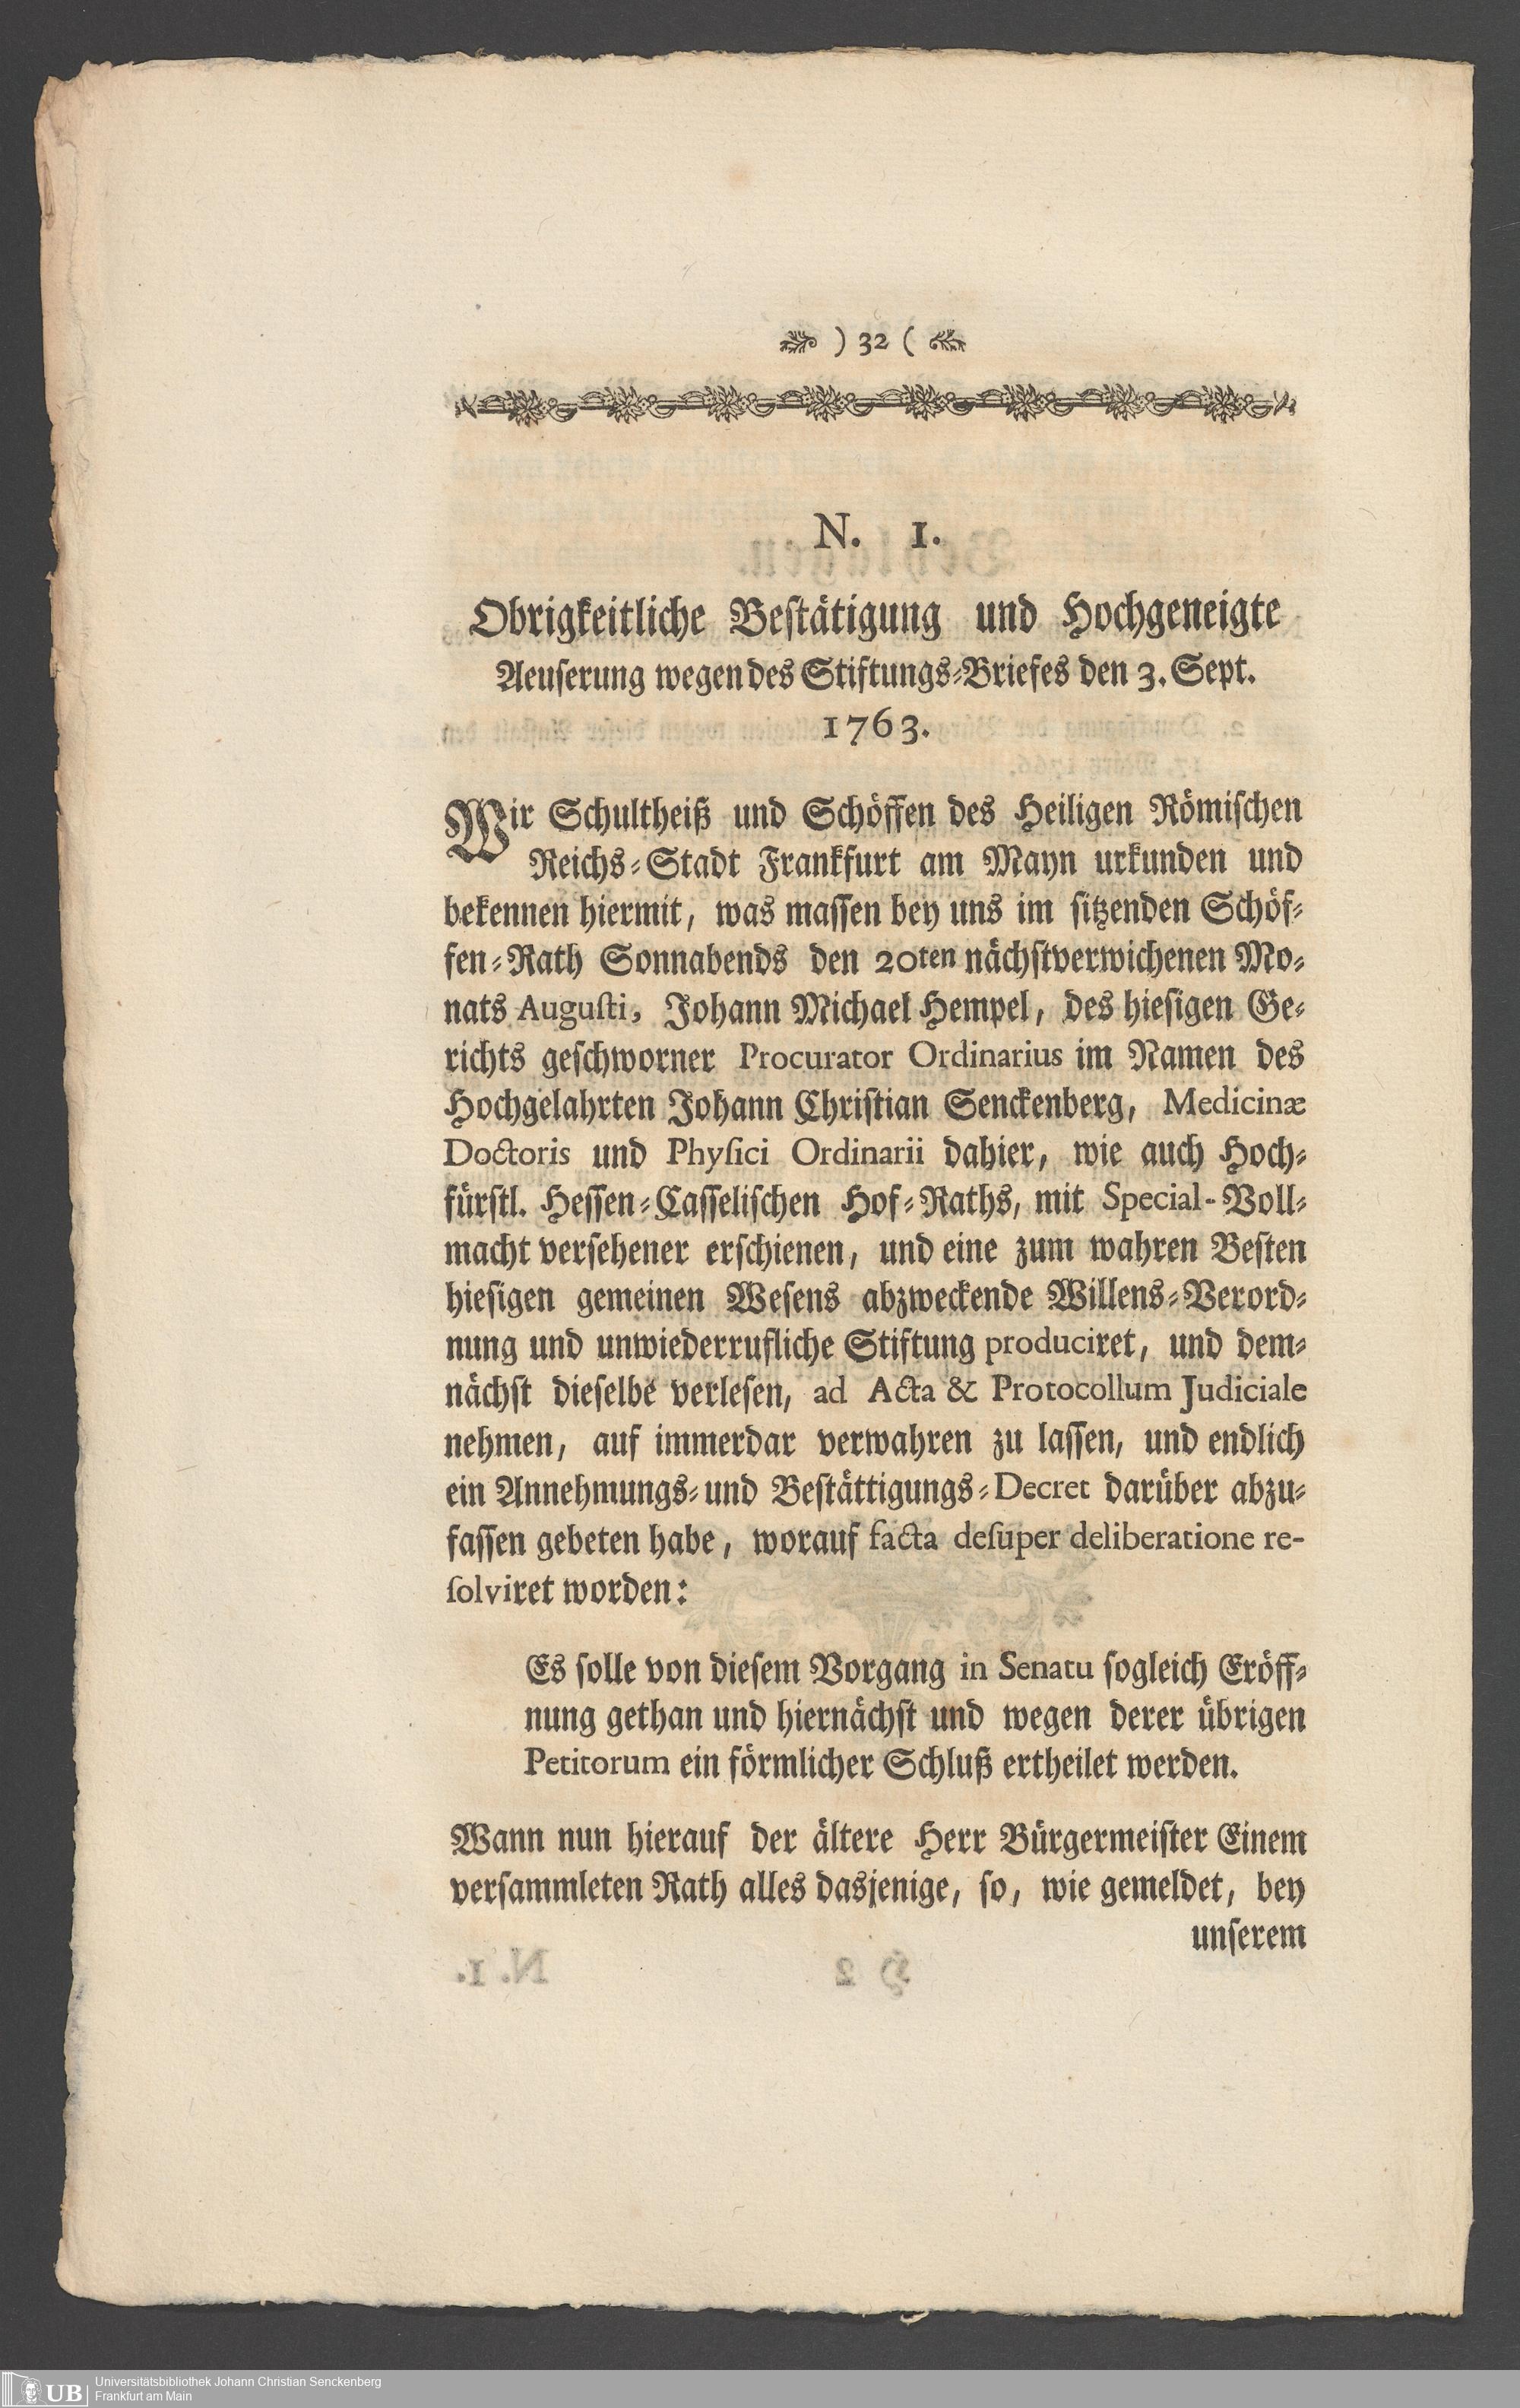 ) 32 (
N. 1.
Obrigkeitliche Bestätigung und Hochgeneigte
Aeuserung wegen des Stiftungs-Briefes den 3. Sept.
1763.
Wir Schultheiß und Schöffen des Heiligen Römischen
Reichs-Stadt Frankfurt am Mayn urkunden und
bekennen hiermit, was massen bey uns im sitzenden Schöf-
fen-Rath Sonnabends den 20ten nächstverwichenen Mo-
nats Augusti, Johann Michael Hempel, des hiesigen Ge-
richts geschworner Procurator Ordinarius im Namen des
Hochgelahrten Johann Christian Senckenberg, Medicinæ
Doctoris und Physici Ordinarii dahier, wie auch Hoch-
fürstl. Hessen-Casselischen Hof-Raths, mit Special-Voll-
macht versehener erschienen, und eine zum wahren Besten
hiesigen gemeinen Wesens abzweckende Willens-Verord-
nung und unwiederrufliche Stiftung produciret, und dem-
nächst dieselbe verlesen, ad Acta & Protocollum Judiciale
nehmen, auf immerdar verwahren zu lassen, und endlich
ein Annehmungs- und Bestättigungs-Decret darüber abzu-
fassen gebeten habe, worauf facta desuper deliberatione re-
solviret worden:
Es solle von diesem Vorgang in Senatu sogleich Eröff-
nung gethan und hiernächst und wegen derer übrigen
Petitorum ein förmlicher Schluß ertheilet werden.
Wann nun hierauf der ältere Herr Bürgermeister Einem
versammleten Rath alles dasjenige, so, wie gemeldet, bey
unserem
UB Universitätsbibliothek Johann Christian Senckenberg
Frankfurt am Main